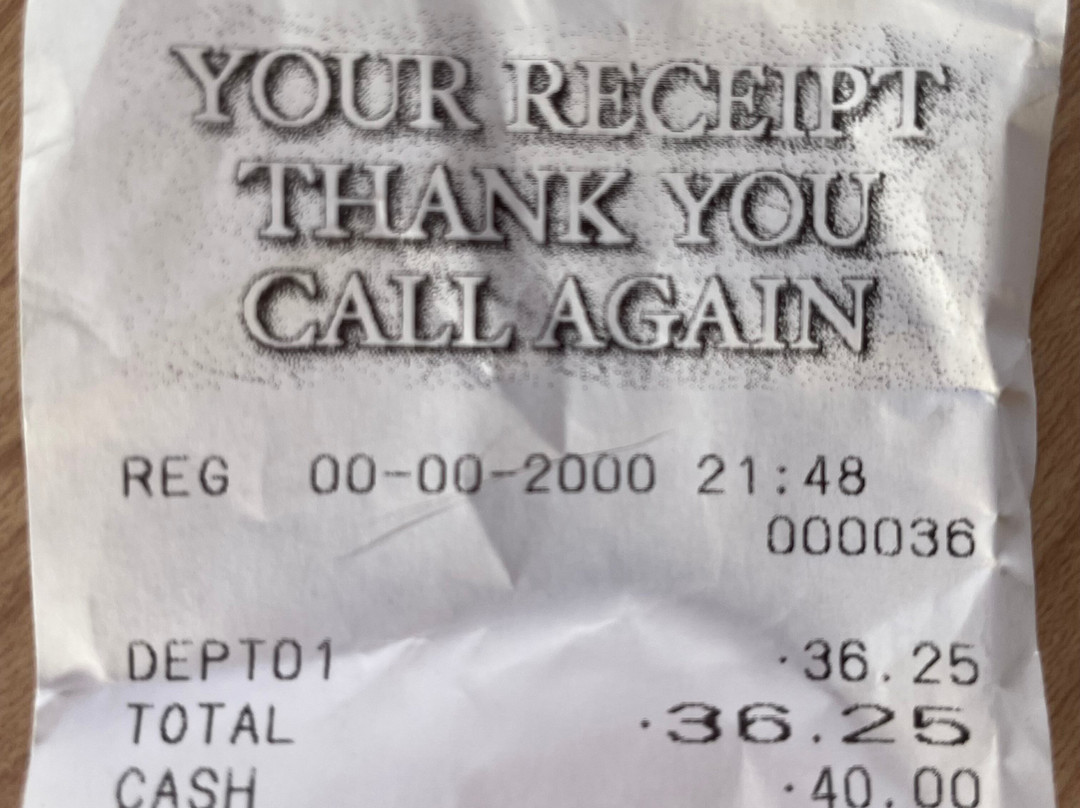 YOUR RECEIPT
THANK YOU
CALL AGAIN
REG 00-00-2000 21:48
000036
DEPT01 ·36.25
TOTAL ·36.25
CASH ·40.00